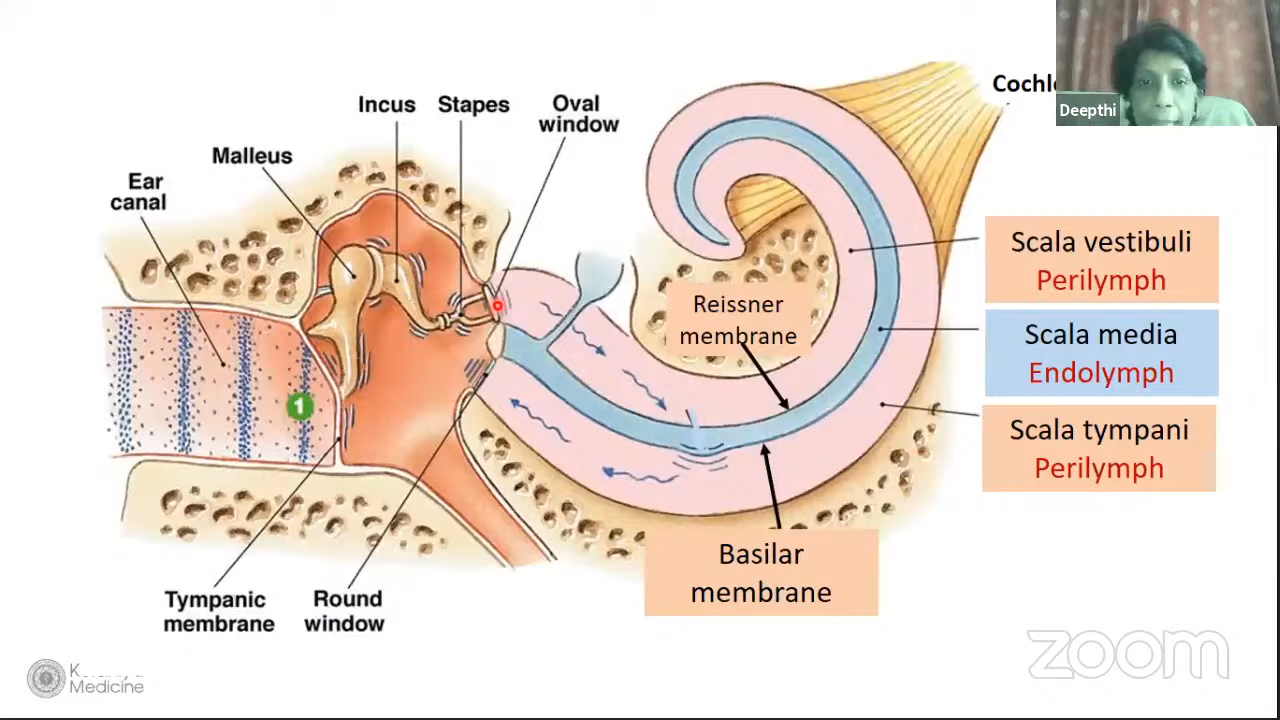 Incus
Stapes
Oval
window
Malleus
Ear
canal
Deepthi
Scala vestibuli
Perilymph
Reissner
membrane
Scala media
Endolymph
1
Scala tympani
Perilymph
Basilar
membrane
Tympanic
membrane
Round
window
zoom
Medicine